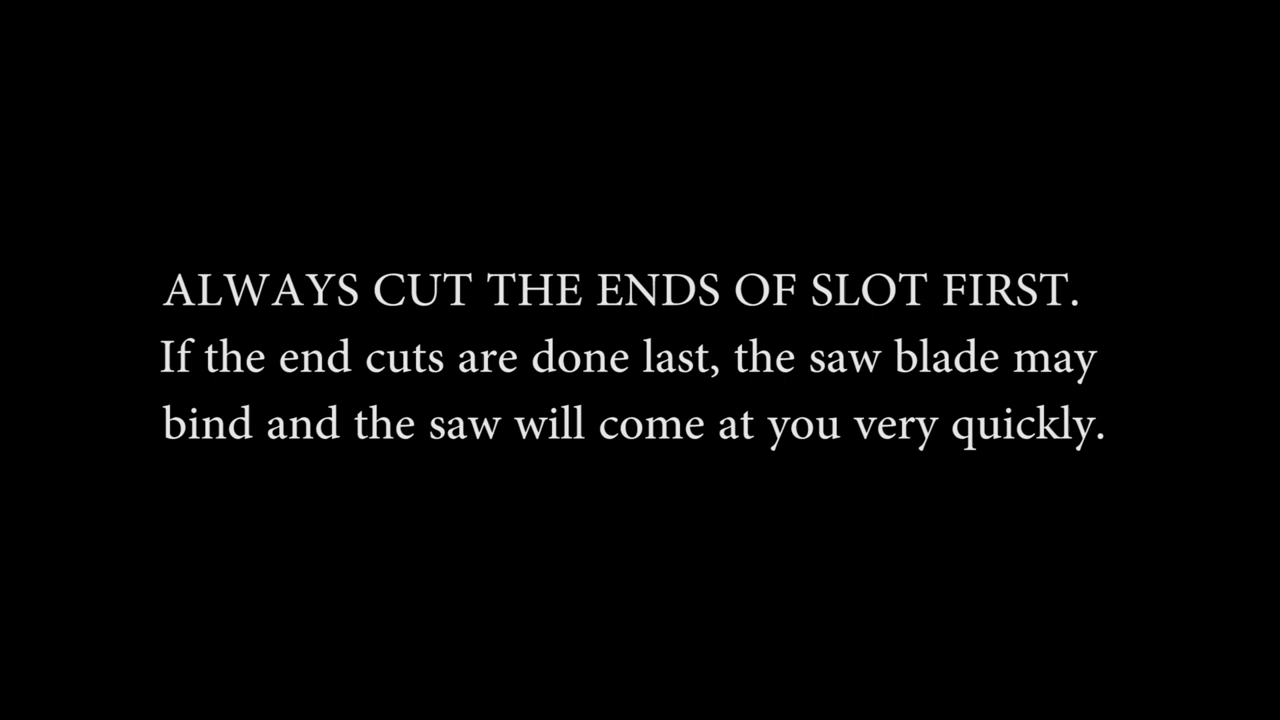 ALWAYS CUT THE ENDS OF SLOT FIRST.
If the end cuts are done last, the saw blade may
bind and the saw will come at you very quickly.